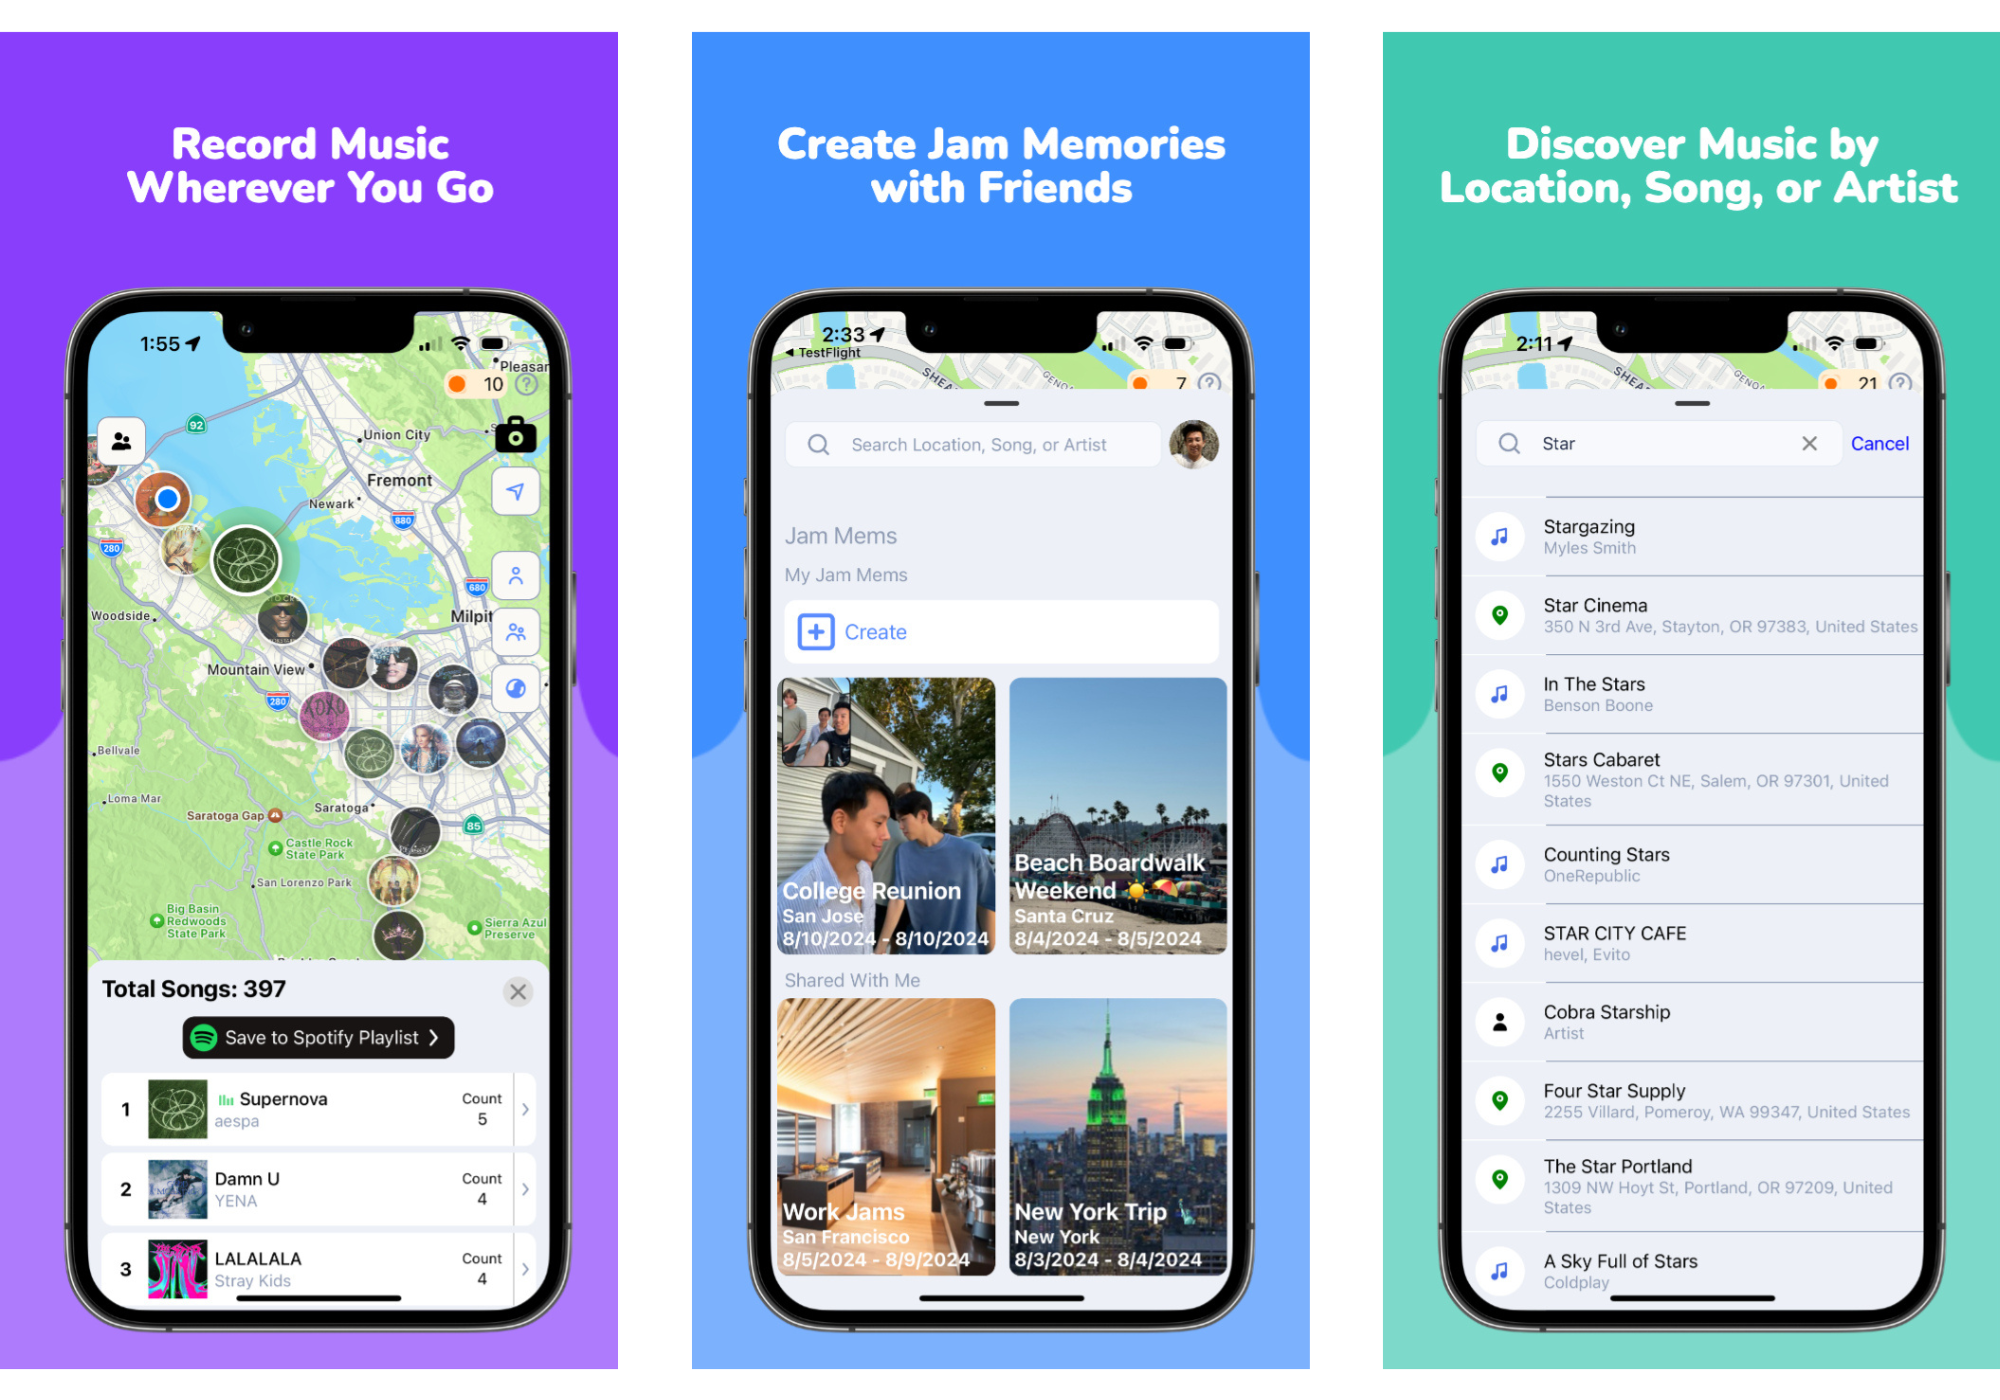 Record Music
Wherever You Go
1:55
Pleasan
10
92
Union City
Fremont
Newark
880
280
680
Woodside
Milpit
Mountain View
280
XOXO
Bellvale
Loma Mar
Saratoga
Saratoga Gap
85
Castle Rock
State Park
San Lorenzo Park
Big Basin
Redwoods
State Park
Sierra Azul
Preserve
Total Songs: 397
Save to Spotify Playlist
1
Supernova
aespa
Count
5
2
Damn U
YENA
Count
4
3
LALALALA
Stray Kids
Count
4
Create Jam Memories
with Friends
2:33
TestFlight
SHEA
GENOA
7
Search Location, Song, or Artist
Jam Mems
My Jam Mems
Create
College Reunion
San Jose
8/10/2024 - 8/10/2024
Beach Boardwalk
Weekend ☀️⛱️
Santa Cruz
8/4/2024 - 8/5/2024
Shared With Me
Work Jams
San Francisco
8/5/2024 - 8/9/2024
New York Trip 🗽
New York
8/3/2024 - 8/4/2024
Discover Music by
Location, Song, or Artist
2:11
SHEA
GENOA
21
Star
Cancel
Stargazing
Myles Smith
Star Cinema
350 N 3rd Ave, Stayton, OR 97383, United States
In The Stars
Benson Boone
Stars Cabaret
1550 Weston Ct NE, Salem, OR 97301, United
States
Counting Stars
OneRepublic
STAR CITY CAFE
hevel, Evito
Cobra Starship
Artist
Four Star Supply
2255 Villard, Pomeroy, WA 99347, United States
The Star Portland
1309 NW Hoyt St, Portland, OR 97209, United
States
A Sky Full of Stars
Coldplay